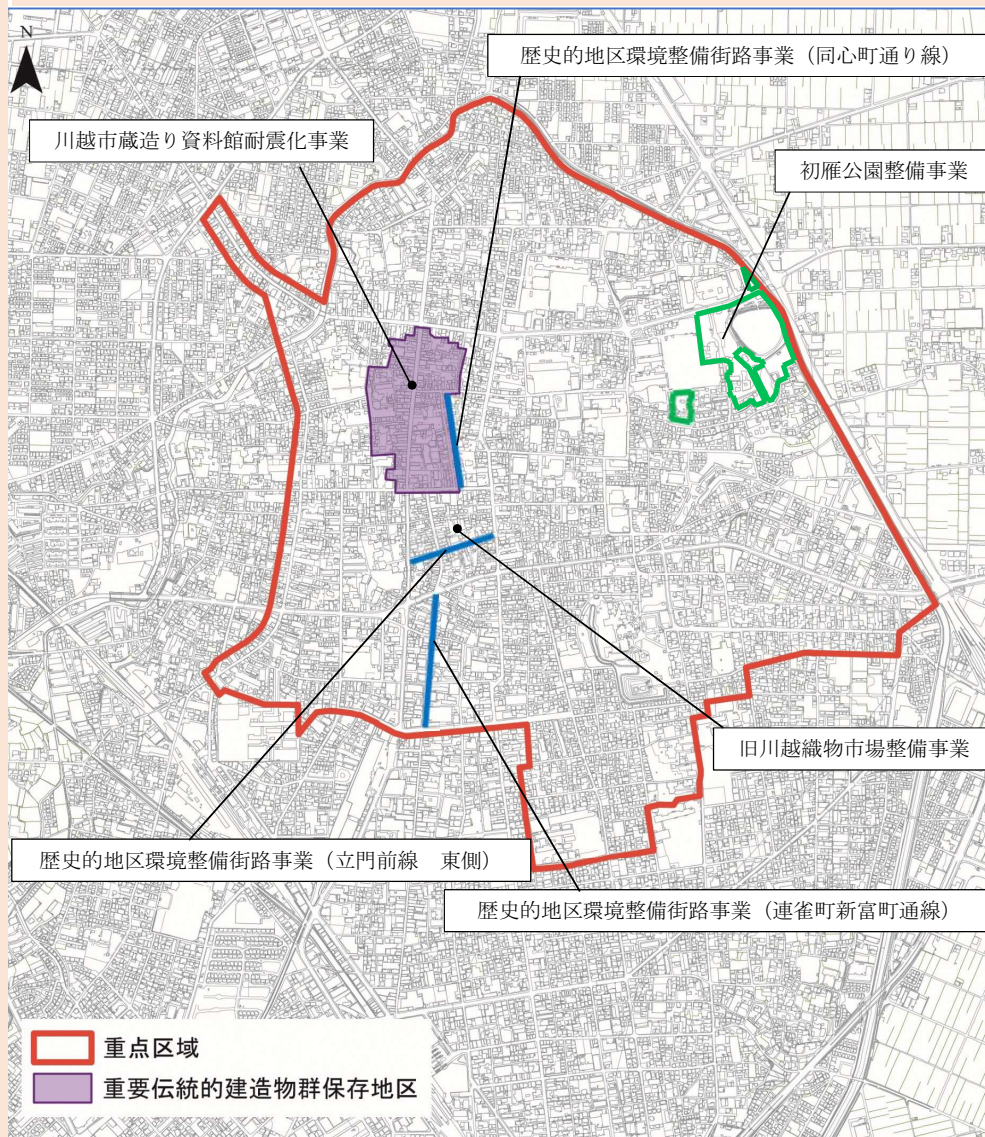 N
歴史的地区環境整備街路事業(同心町通り線)
川越市蔵造り資料館耐震化事業
初雁公園整備事業
旧川越織物市場整備事業
歴史的地区環境整備街路事業(立門前線　東側)
歴史的地区環境整備街路事業(連雀町新富町通線)
重点区域
重要伝統的建造物群保存地区